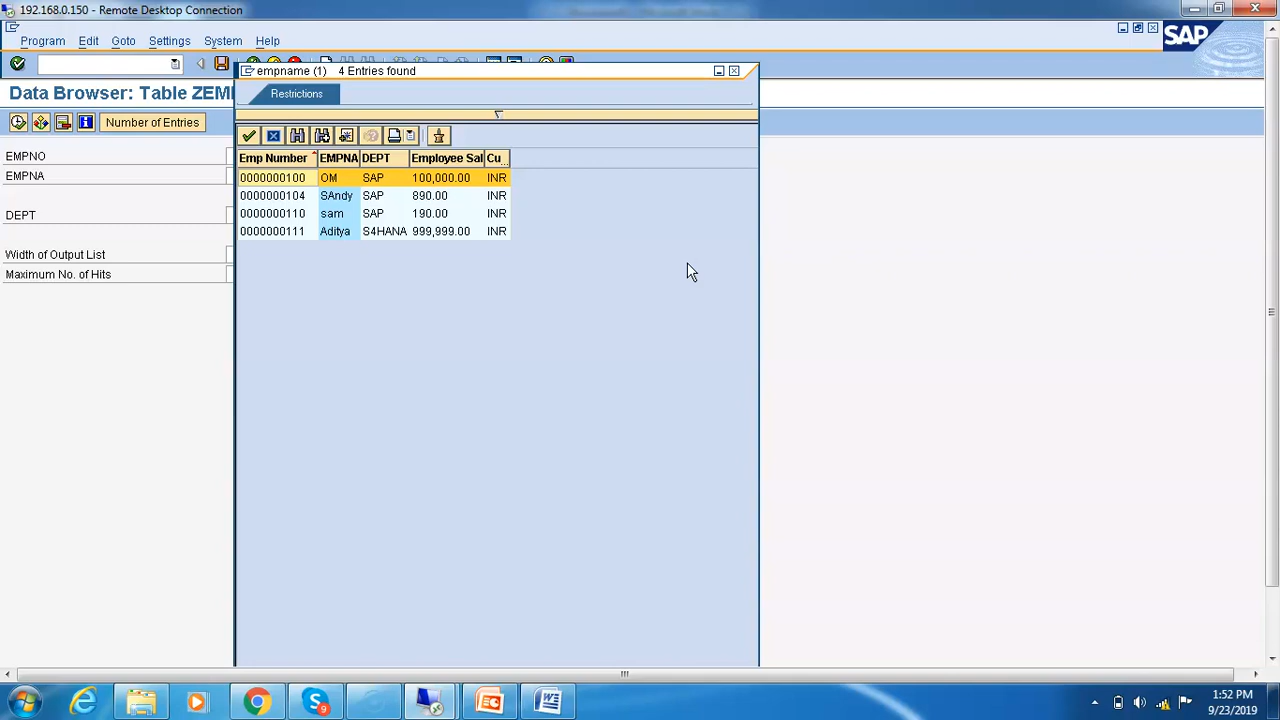 192.168.0.150 - Remote Desktop Connection
Program Edit Goto Settings System Help
SAP
empname (1) 4 Entries found
Data Browser: Table ZEM
Restrictions
Number of Entries
EMPNO
EMPNA
DEPT
Width of Output List
Maximum No. of Hits
Emp Number EMPNA DEPT Employee Sal Cu...
0000000100 OM SAP 100,000.00 INR
0000000104 SAndy SAP 890.00 INR
0000000110 sam SAP 190.00 INR
0000000111 Aditya S4HANA 999,999.00 INR
9
1:52 PM
9/23/2019